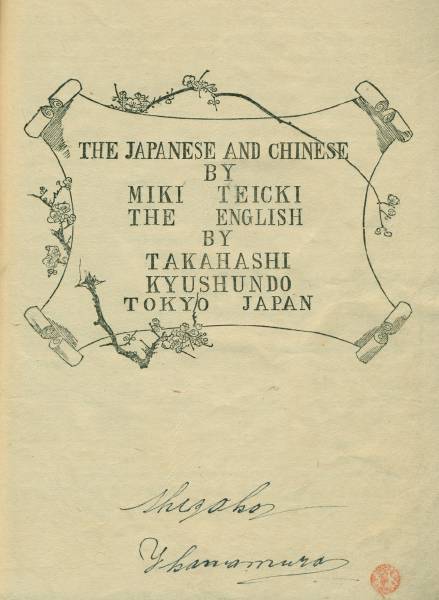 THE JAPANESE AND CHINESE
BY
MIKI TEICKI
THE ENGLISH
BY
TAKAHASHI
KYUSHUNDO
TOKYO JAPAN